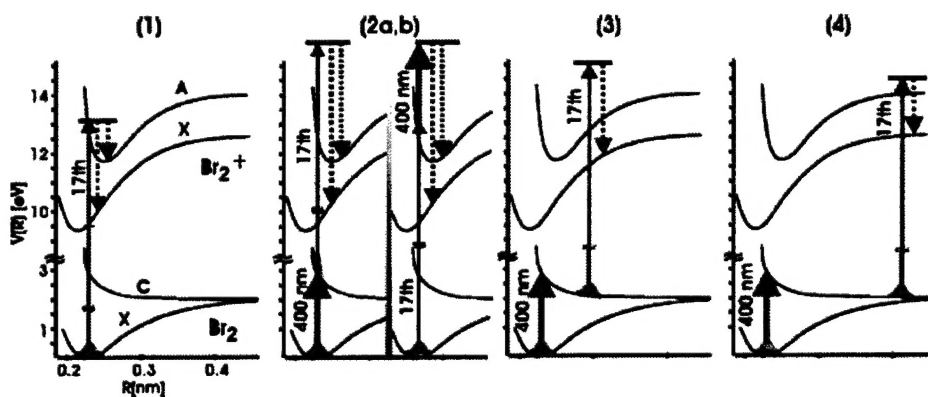 (1) (2a,b) (3) (4)
V(R) [eV]
14
12
10
3
1
A
X
Br2+
17th
C
X
Br2
0.2 0.3 0.4
R[nm]
17th
400 nm
400 nm
17th
17th
400 nm
17th
400 nm